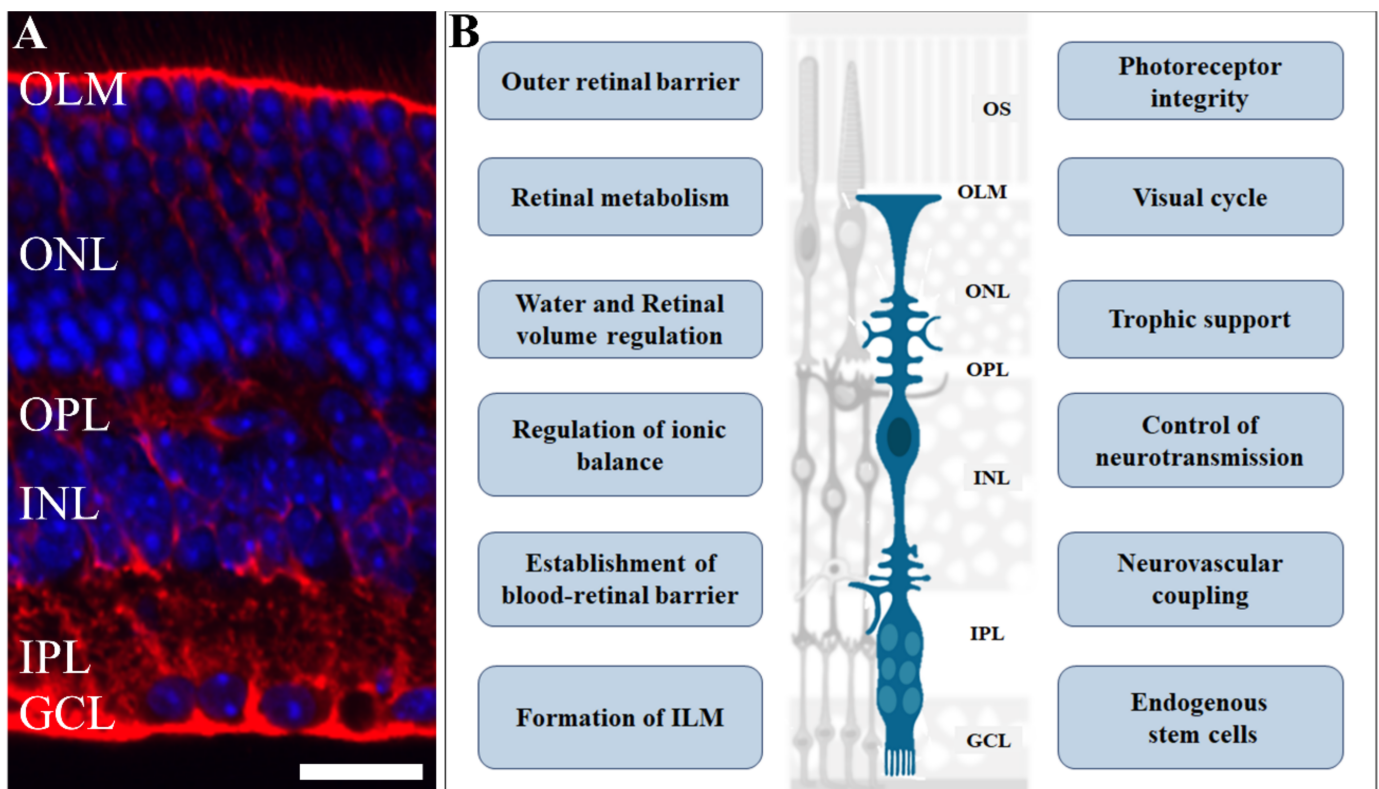 A
OLM
ONL
OPL
INL
IPL
GCL
B
Outer retinal barrier
Retinal metabolism
Water and Retinal
volume regulation
Regulation of ionic
balance
Establishment of
blood-retinal barrier
Formation of ILM
OS
OLM
ONL
OPL
INL
IPL
GCL
Photoreceptor
integrity
Visual cycle
Trophic support
Control of
neurotransmission
Neurovascular
coupling
Endogenous
stem cells